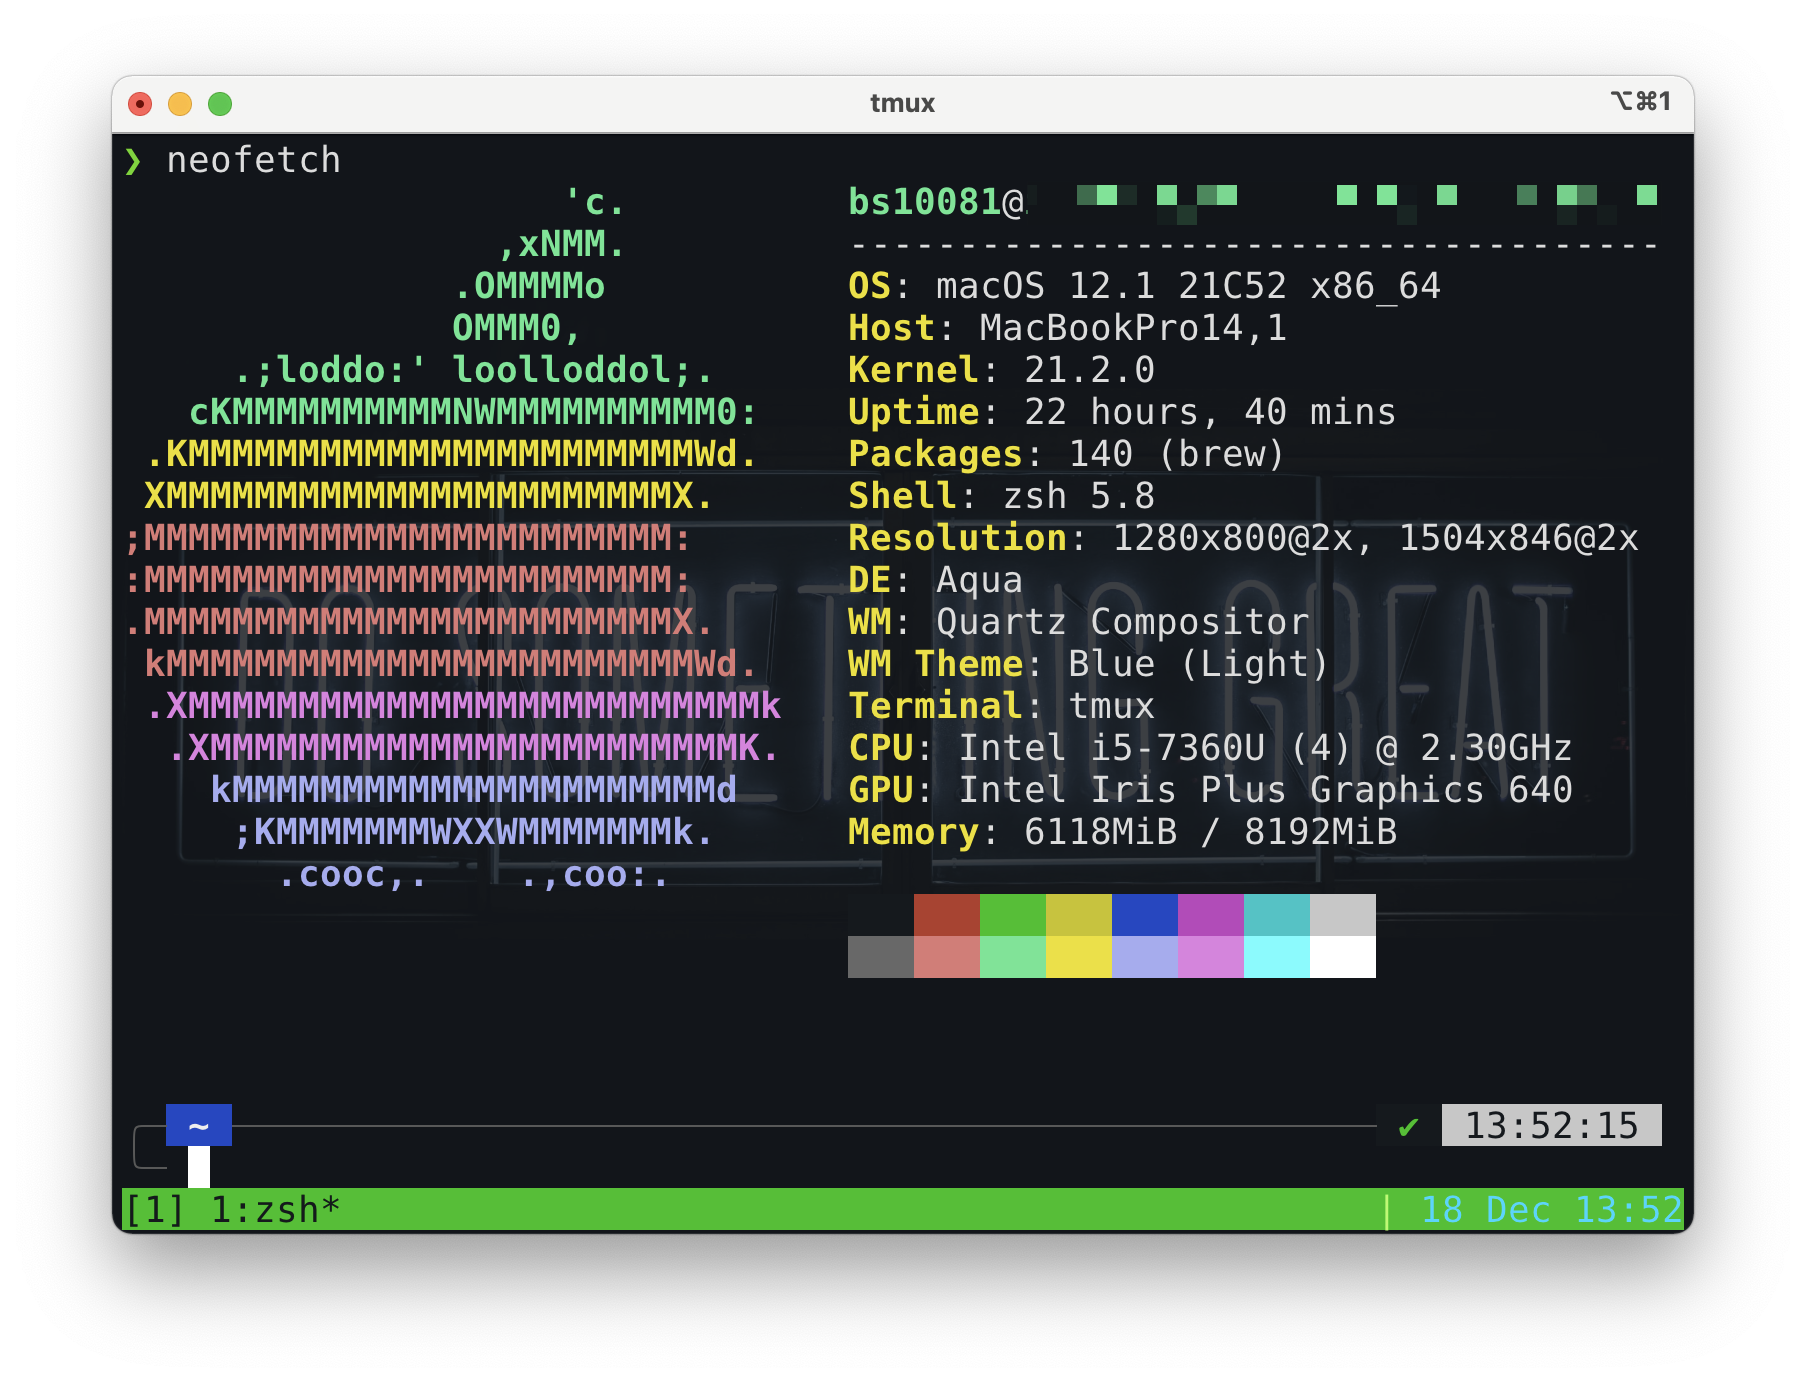 tmux
⌥⌘1
❯ neofetch
                    'c.
                 ,xNMM.
               .OMMMMo
               OMMM0,
     .;loddo:' loolloddol;.
   cKMMMMMMMMMMNWMMMMMMMMMM0:
 .KMMMMMMMMMMMMMMMMMMMMMMMWd.
 XMMMMMMMMMMMMMMMMMMMMMMMX.
;MMMMMMMMMMMMMMMMMMMMMMMM:
:MMMMMMMMMMMMMMMMMMMMMMMM:
.MMMMMMMMMMMMMMMMMMMMMMMMX.
 kMMMMMMMMMMMMMMMMMMMMMMMMWd.
 .XMMMMMMMMMMMMMMMMMMMMMMMMMMk
  .XMMMMMMMMMMMMMMMMMMMMMMMMK.
    kMMMMMMMMMMMMMMMMMMMMMMd
     ;KMMMMMMMWXXWMMMMMMMk.
       .cooc,.    .,coo:.
bs10081@
-------------------------------------
OS: macOS 12.1 21C52 x86_64
Host: MacBookPro14,1
Kernel: 21.2.0
Uptime: 22 hours, 40 mins
Packages: 140 (brew)
Shell: zsh 5.8
Resolution: 1280x800@2x, 1504x846@2x
DE: Aqua
WM: Quartz Compositor
WM Theme: Blue (Light)
Terminal: tmux
CPU: Intel i5-7360U (4) @ 2.30GHz
GPU: Intel Iris Plus Graphics 640
Memory: 6118MiB / 8192MiB
~
✔ 13:52:15
[1] 1:zsh*
| 18 Dec 13:52